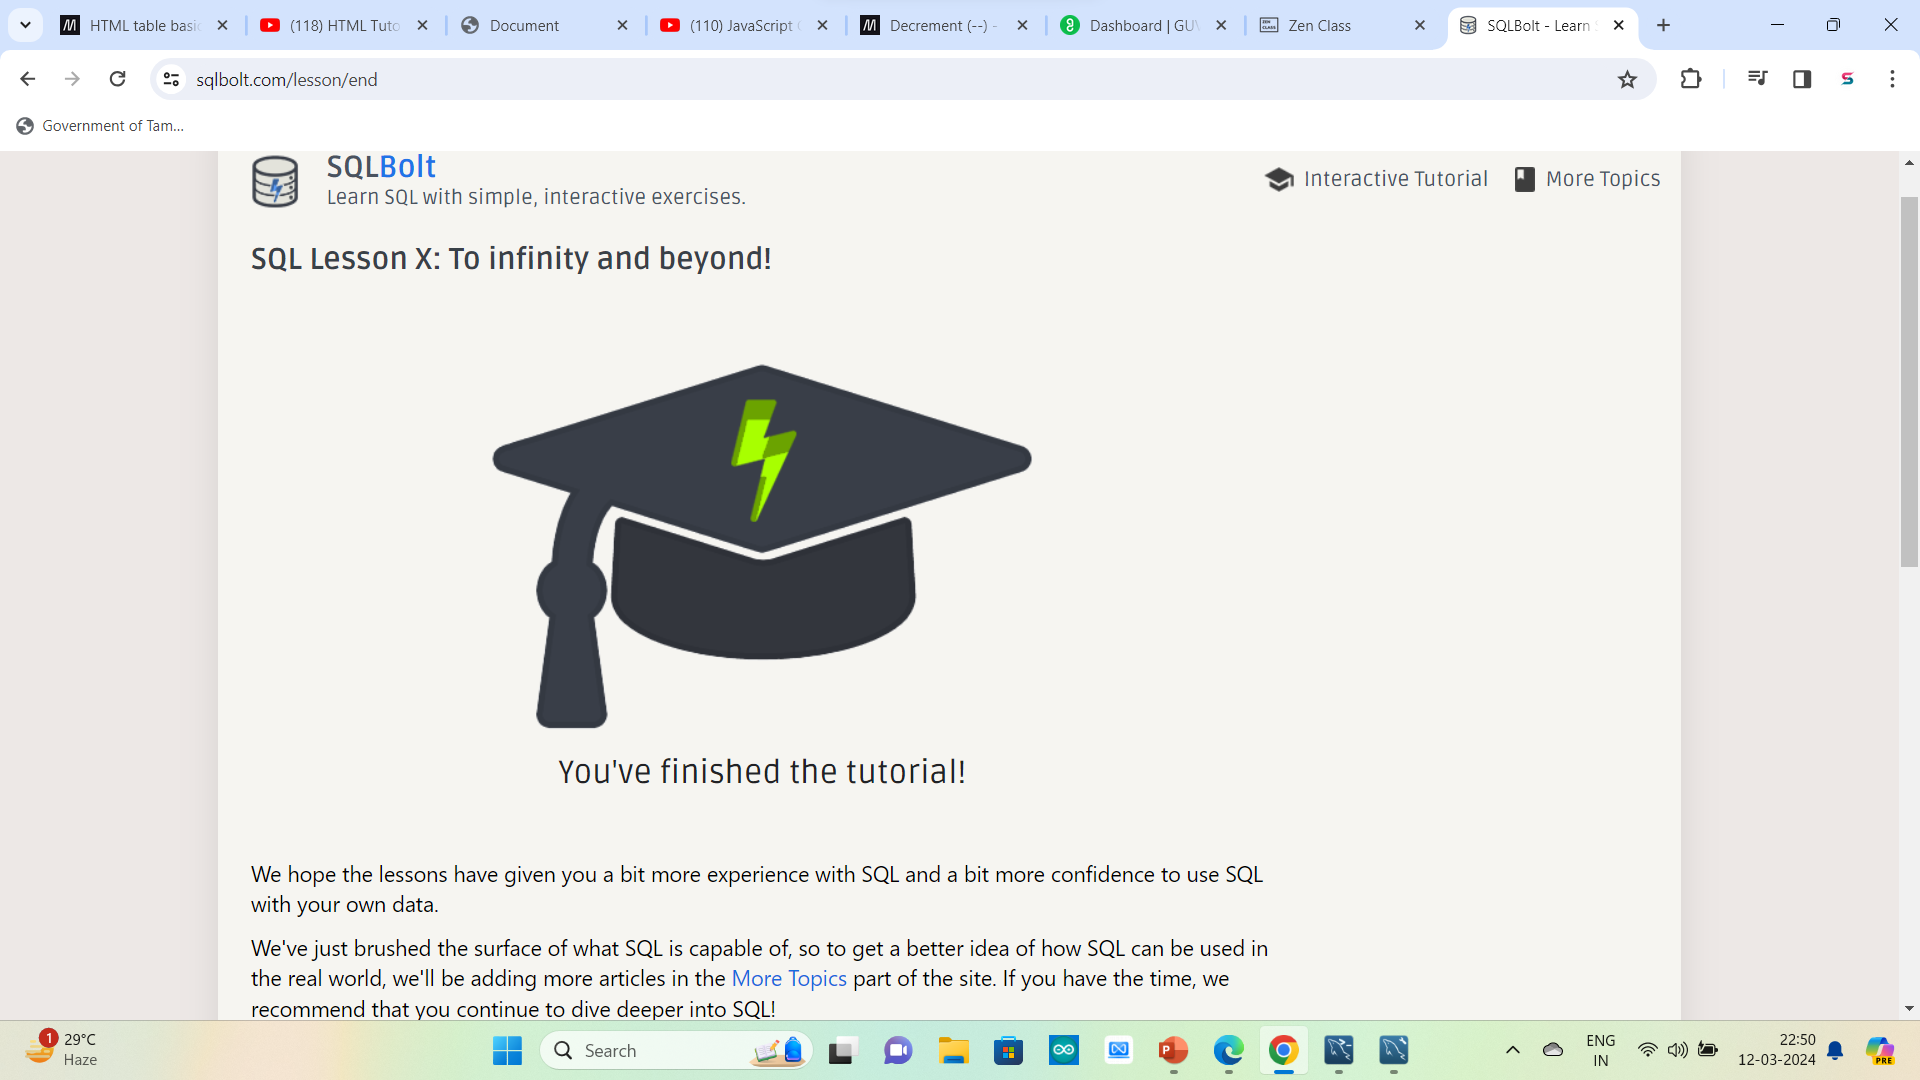 HTML table basic
(118) HTML Tuto
Document
(110) JavaScript
Decrement (--) -
Dashboard | GU
Zen Class
SQLBolt - Learn
sqlbolt.com/lesson/end
Government of Tam...
SQLBolt
Learn SQL with simple, interactive exercises.
Interactive Tutorial
More Topics
SQL Lesson X: To infinity and beyond!
You've finished the tutorial!
We hope the lessons have given you a bit more experience with SQL and a bit more confidence to use SQL
with your own data.
We've just brushed the surface of what SQL is capable of, so to get a better idea of how SQL can be used in
the real world, we'll be adding more articles in the More Topics part of the site. If you have the time, we
recommend that you continue to dive deeper into SQL!
1
29°C
Haze
Search
ENG
IN
22:50
12-03-2024
PRE